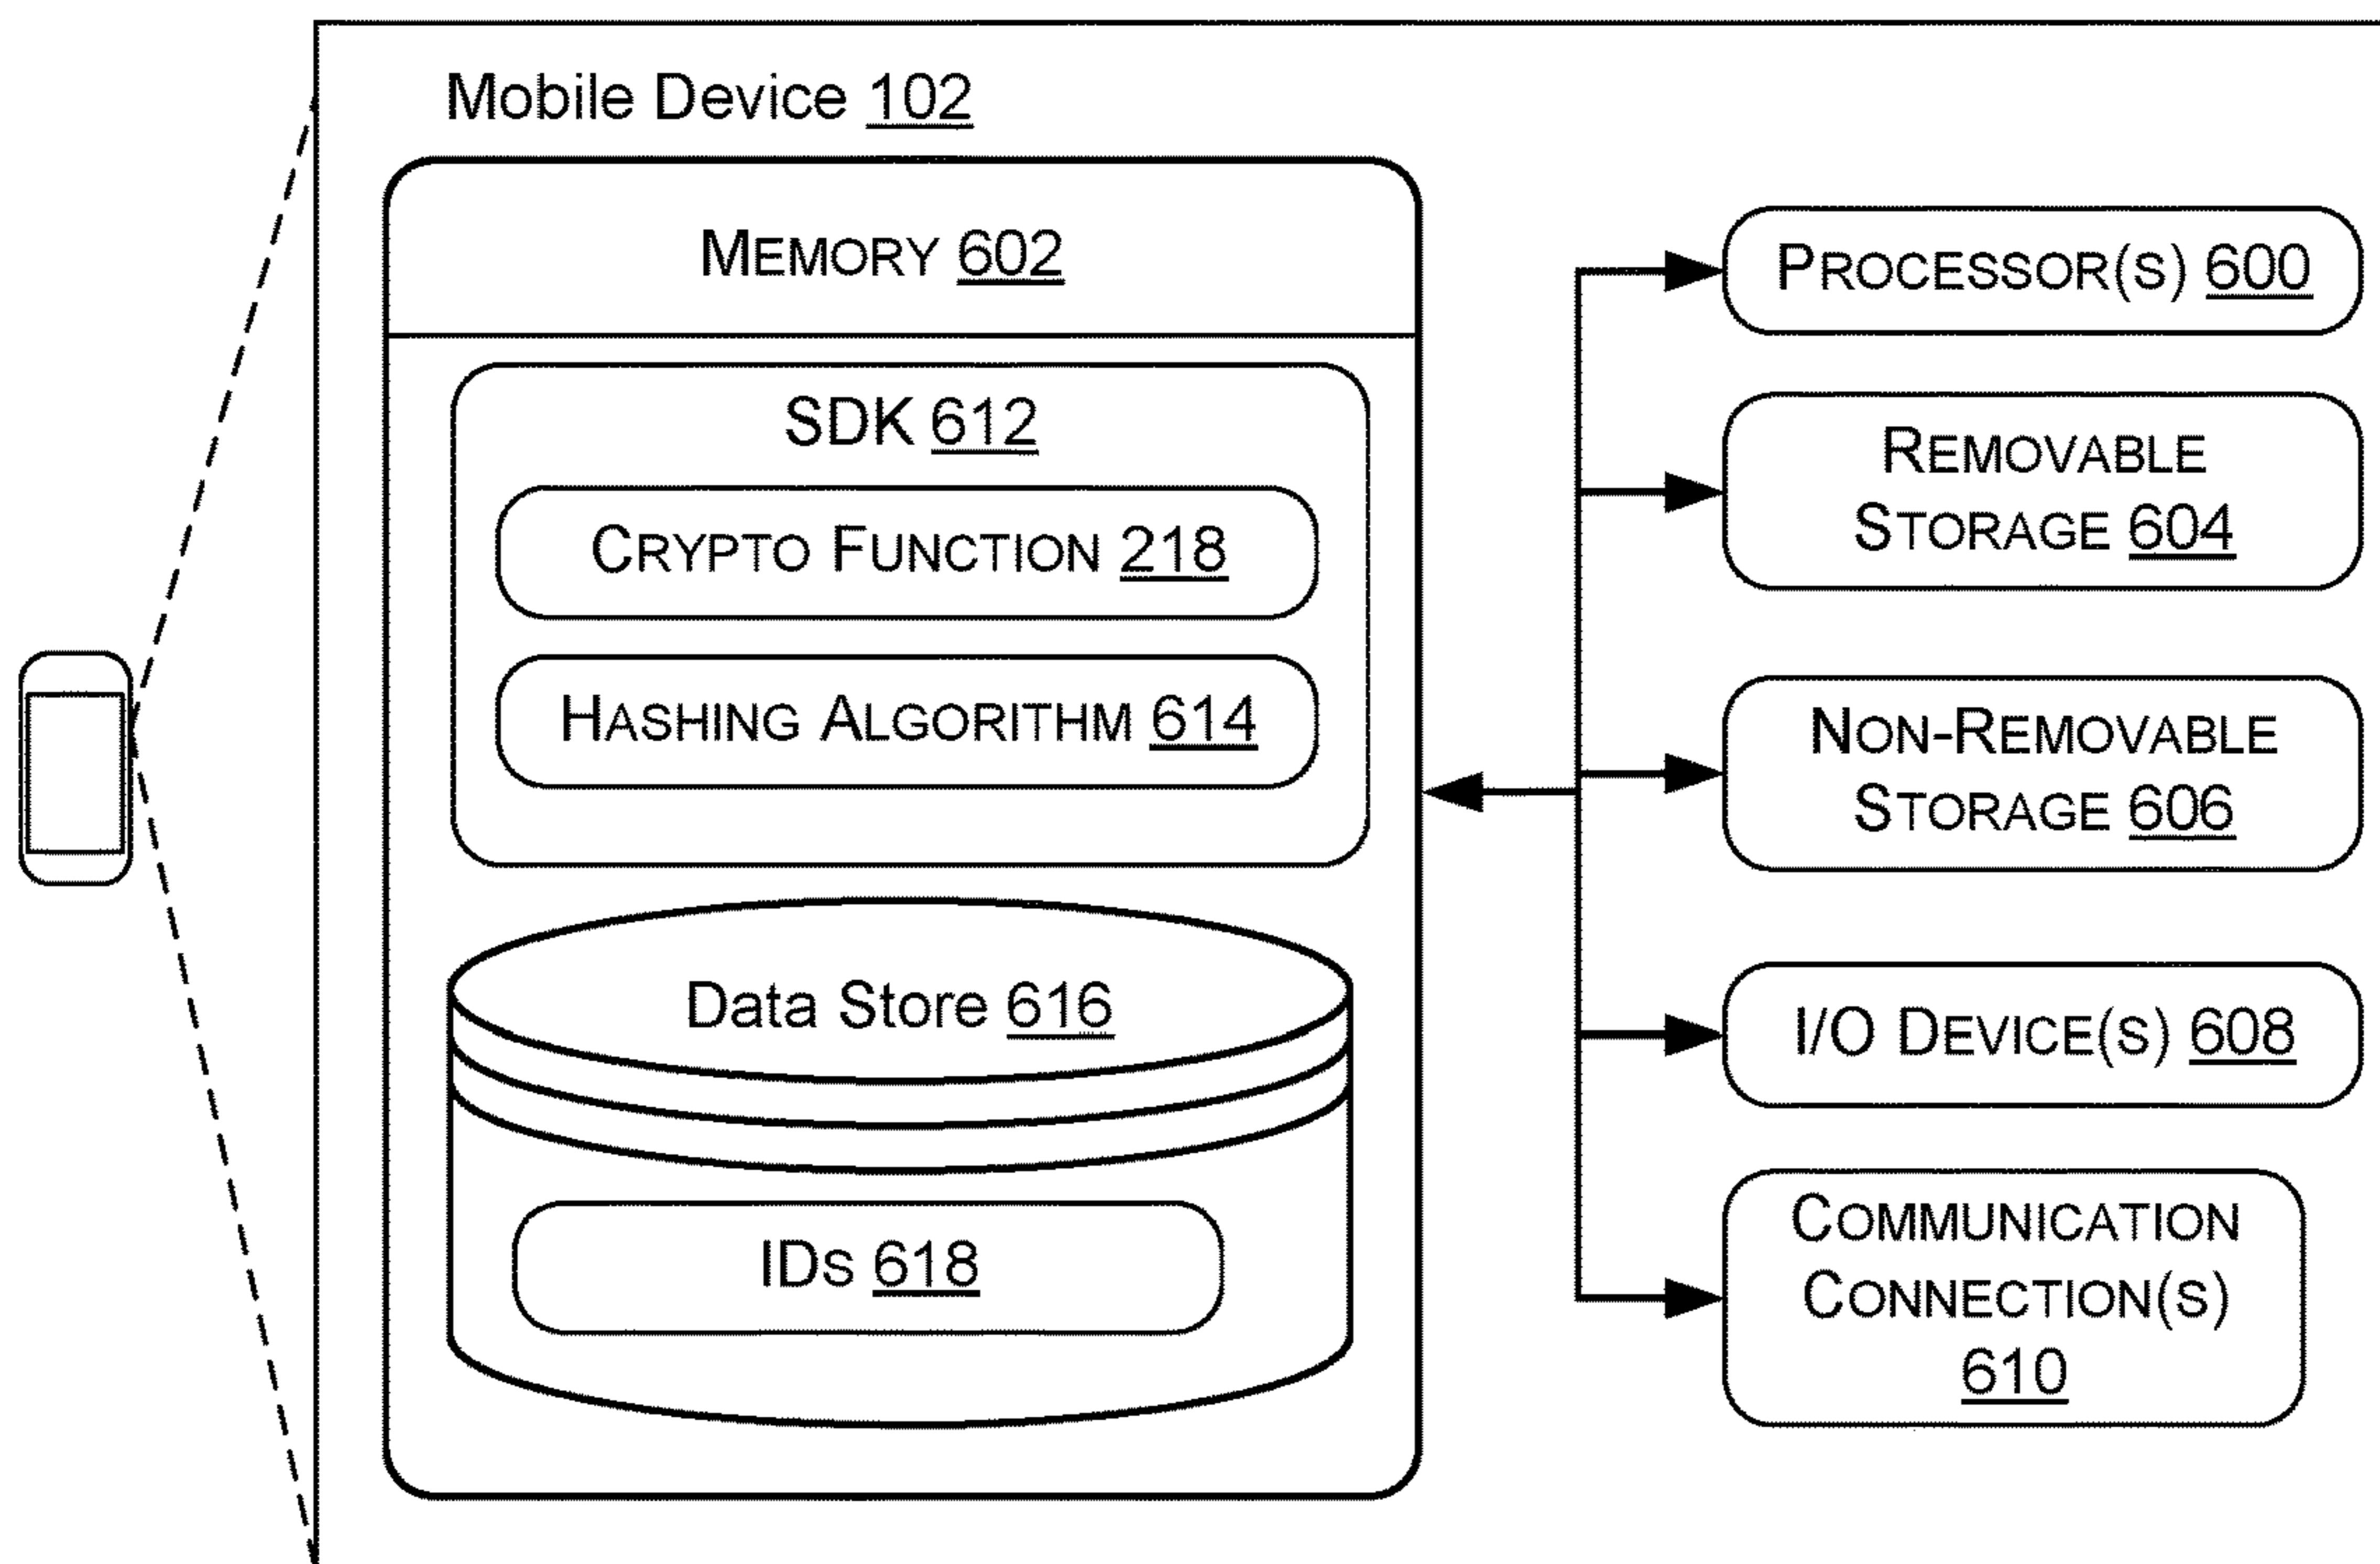 Mobile Device 102
MEMORY 602
SDK 612
CRYPTO FUNCTION 218
HASHING ALGORITHM 614
Data Store 616
IDS 618
PROCESSOR(S) 600
REMOVABLE
STORAGE 604
NON-REMOVABLE
STORAGE 606
I/O DEVICE(S) 608
COMMUNICATION
CONNECTION(S)
610